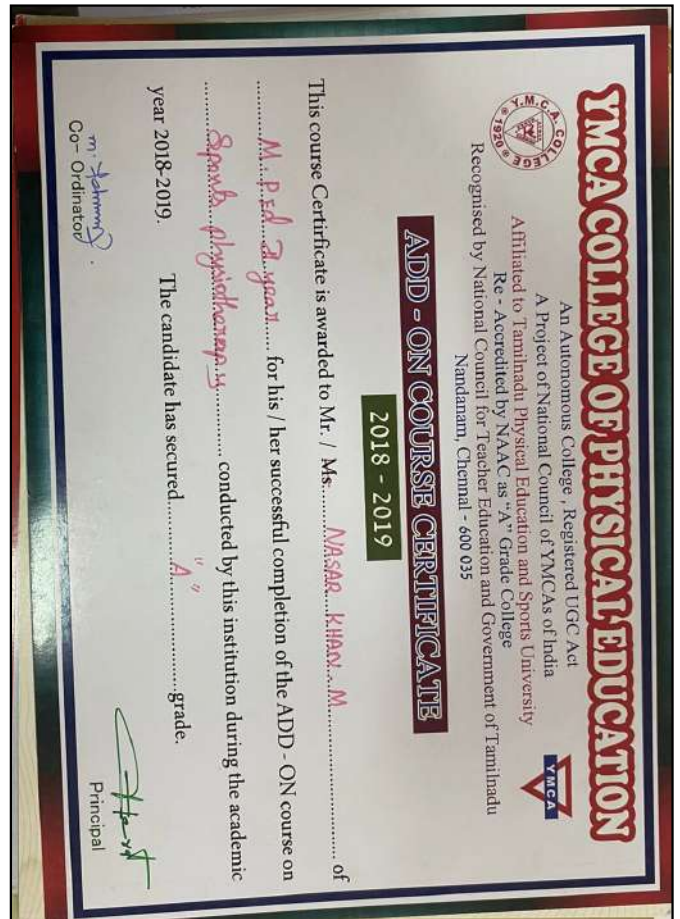 YMCA COLLEGE OF PHYSICAL EDUCATION
An Autonomous College , Registered UGC Act
A Project of National Council of YMCAs of India
Affiliated to Tamilnadu Physical Education and Sports University
Re - Accredited by NAAC as "A" Grade College
Recognised by National Council for Teacher Education and Government of Tamilnadu
Nandanam, Chennai - 600 035
Y.M.C.A. COLLEGE
1920
YMCA
ADD - ON COURSE CERTIFICATE
2018 - 2019
This course Certificate is awarded to Mr. / Ms. NASAR KHAN. M of
M. P. Ed II year for his / her successful completion of the ADD - ON course on
Sports physiotherapy conducted by this institution during the academic
year 2018-2019. The candidate has secured "A" grade.
Co- Ordinator
Principal